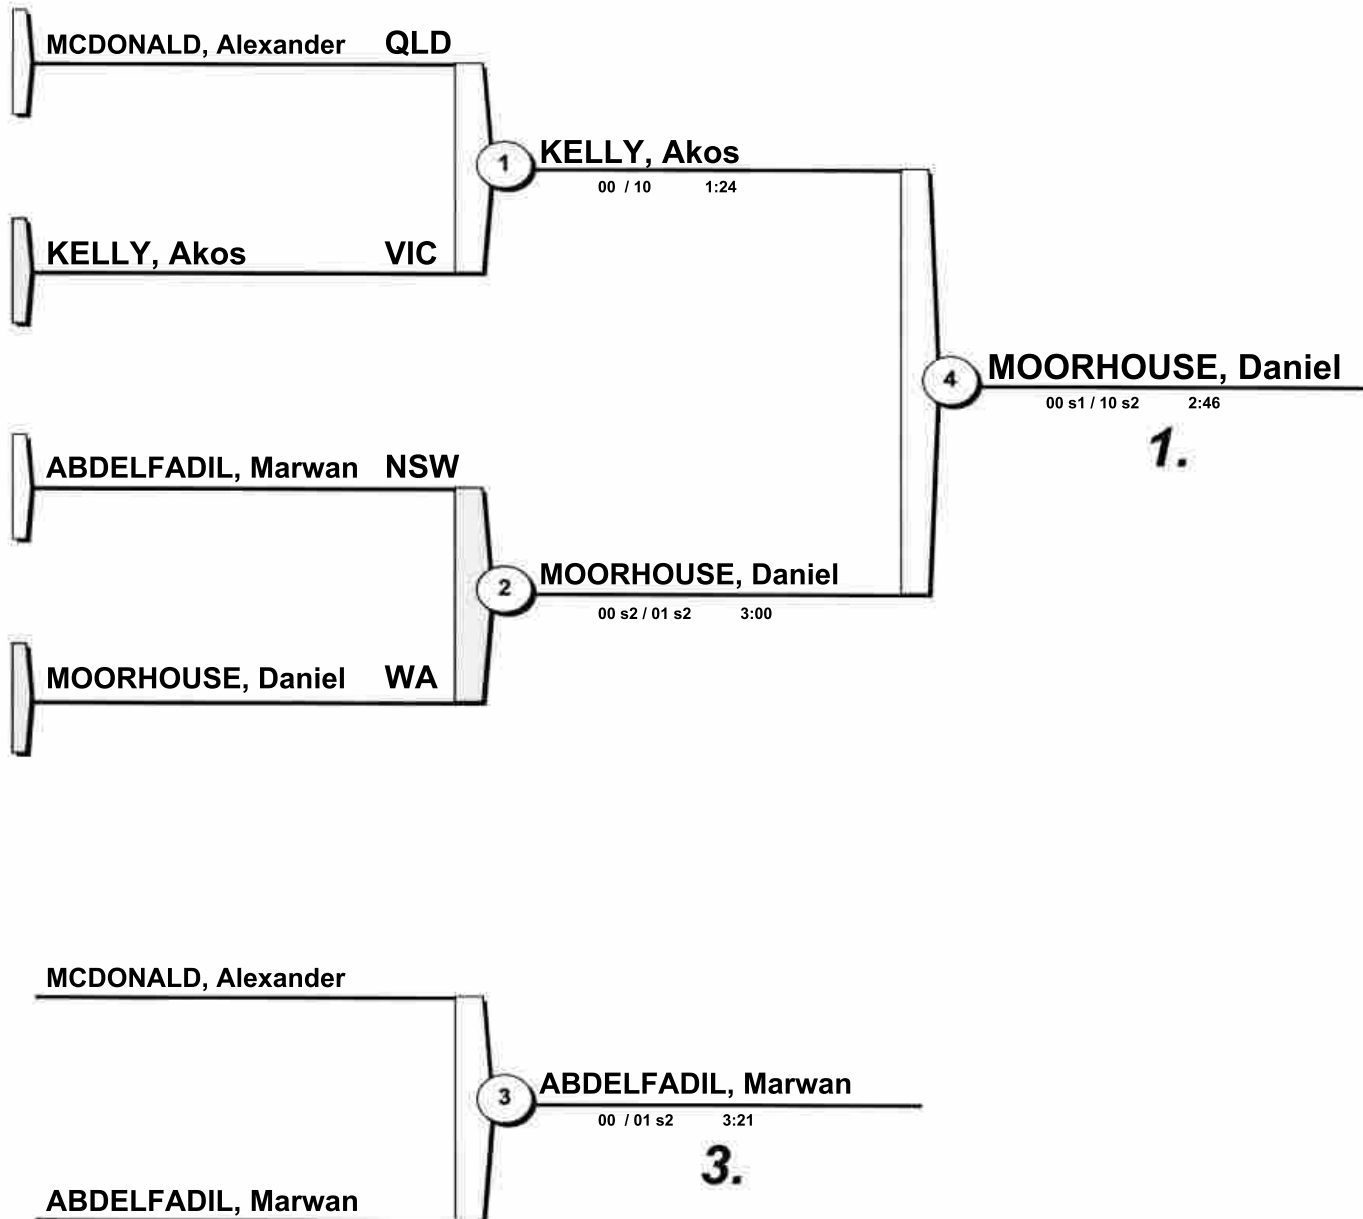 MCDONALD, Alexander QLD
1
KELLY, Akos
00 / 10 1:24
KELLY, Akos VIC
4
MOORHOUSE, Daniel
00 s1 / 10 s2 2:46
1.
ABDELFADIL, Marwan NSW
2
MOORHOUSE, Daniel
00 s2 / 01 s2 3:00
MOORHOUSE, Daniel WA
MCDONALD, Alexander
3
ABDELFADIL, Marwan
00 / 01 s2 3:21
3.
ABDELFADIL, Marwan